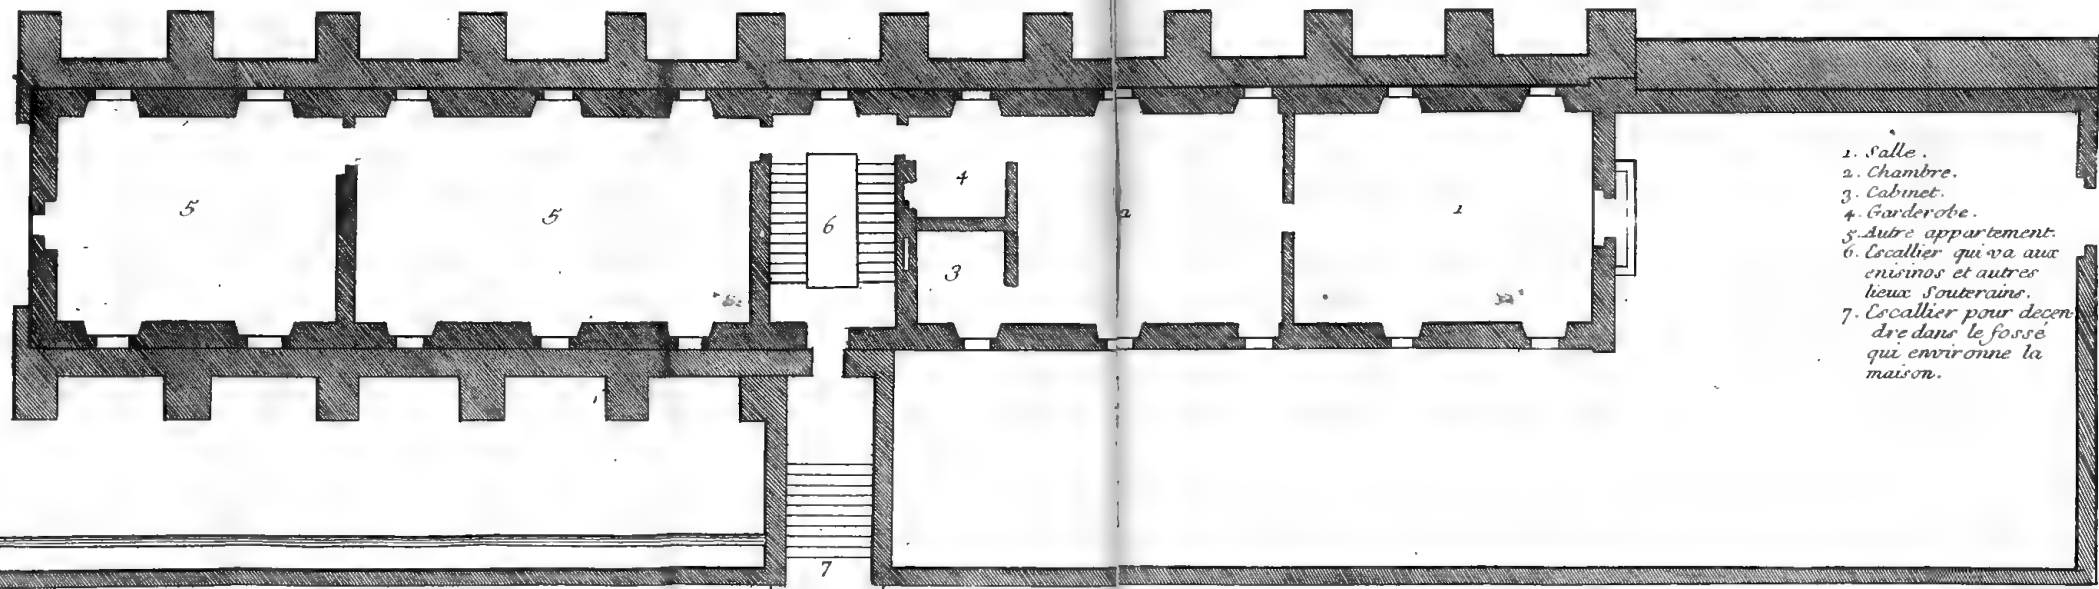 5
5
6
4
3
2
1
7
1. Salle.
2. Chambre.
3. Cabinet.
4. Garderobe.
5. Autre appartement.
6. Escallier qui va aux
enisinos et autres
lieux Souterains.
7. Escallier pour decen
dre dans le fossé
qui environne la
maison.